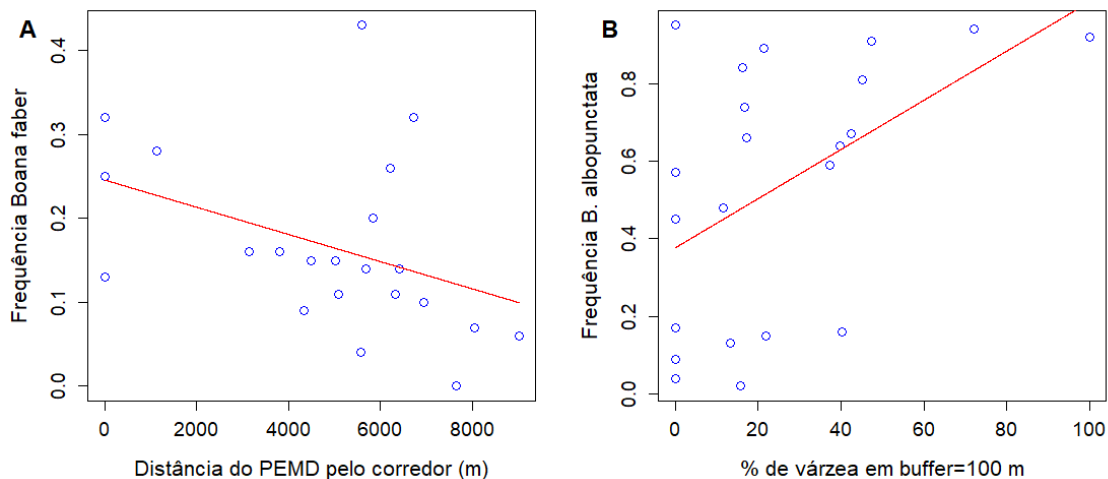 A
Frequência Boana faber
0.4
0.3
0.2
0.1
0.0
0 2000 4000 6000 8000
Distância do PEMD pelo corredor (m)
B
Frequência B. albopunctata
0.8
0.6
0.4
0.2
0.0
0 20 40 60 80 100
% de várzea em buffer=100 m